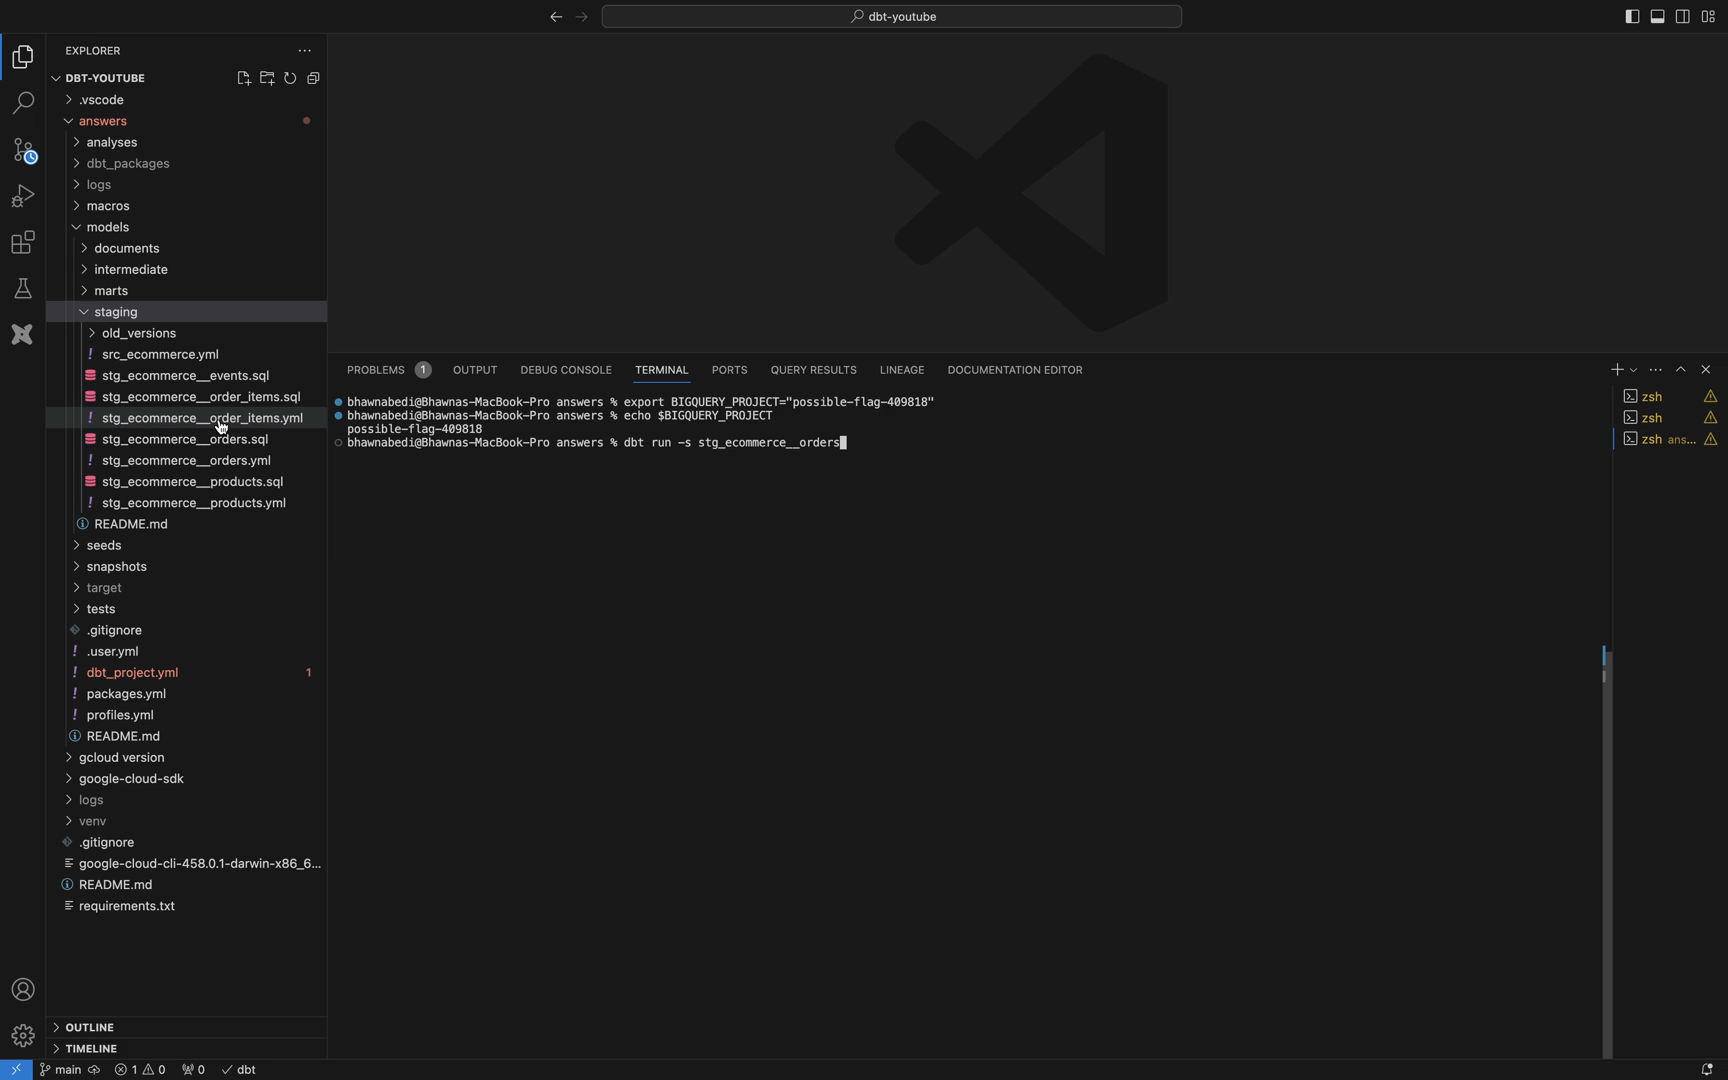 dbt-youtube
EXPLORER
DBT-YOUTUBE
.vscode
answers
analyses
dbt_packages
logs
macros
models
documents
intermediate
marts
staging
old_versions
src_ecommerce.yml
stg_ecommerce__events.sql
stg_ecommerce__order_items.sql
stg_ecommerce__order_items.yml
stg_ecommerce__orders.sql
stg_ecommerce__orders.yml
stg_ecommerce__products.sql
stg_ecommerce__products.yml
README.md
seeds
snapshots
target
tests
.gitignore
.user.yml
dbt_project.yml 1
packages.yml
profiles.yml
README.md
gcloud version
google-cloud-sdk
logs
venv
.gitignore
google-cloud-cli-458.0.1-darwin-x86_6...
README.md
requirements.txt
OUTLINE
TIMELINE
PROBLEMS 1 OUTPUT DEBUG CONSOLE TERMINAL PORTS QUERY RESULTS LINEAGE DOCUMENTATION EDITOR
bhawnabedi@Bhawnas-MacBook-Pro answers % export BIGQUERY_PROJECT="possible-flag-409818"
bhawnabedi@Bhawnas-MacBook-Pro answers % echo $BIGQUERY_PROJECT
possible-flag-409818
bhawnabedi@Bhawnas-MacBook-Pro answers % dbt run -s stg_ecommerce__orders
zsh
zsh
zsh ans...
main 1 0 0 dbt